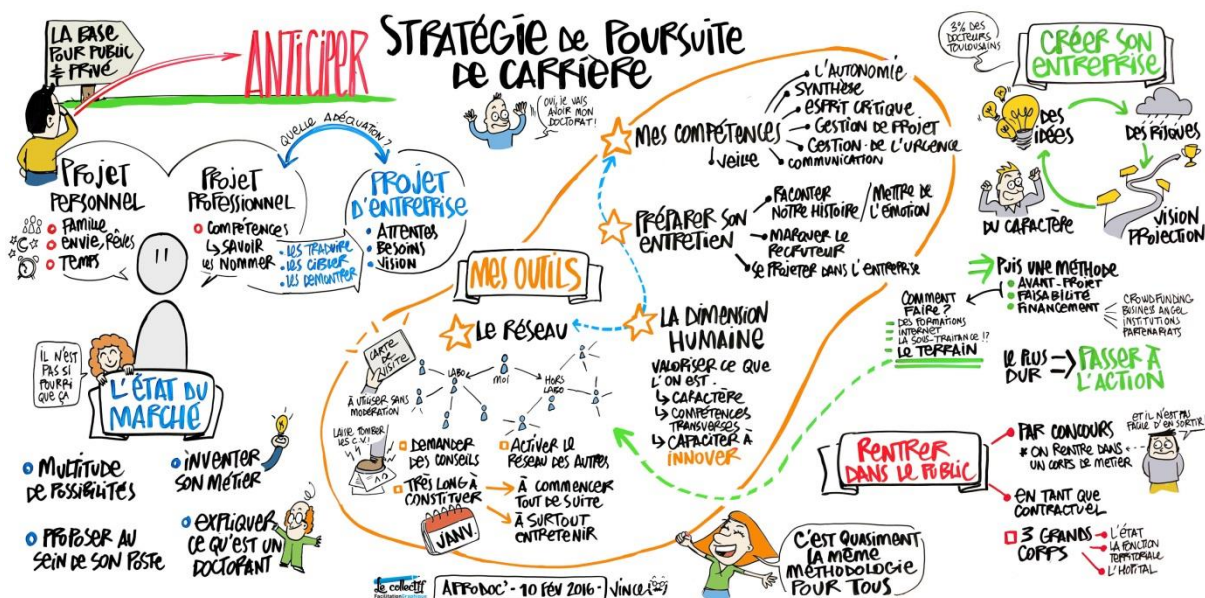 LA BASE
POUR PUBLIC
& PRIVÉ
ANTICIPER
STRATÉGIE DE POURSUITE
DE CARRIÈRE
OUI, JE VAIS
AVOIR MON
DOCTORAT!
QUELLE ADÉQUATION?
PROJET
PERSONNEL
FAMILLE
ENVIE, RÊVES
TEMPS
PROJET
PROFESSIONNEL
COMPÉTENCES
SAVOIR
LES NOMMER
LES TRADUIRE
LES CIBLER
LES DEMONTRER
PROJET
D'ENTREPRISE
ATTENTES
BESOINS
VISION
IL N'EST
PAS SI
POURRI
QUE ÇA
L'ÉTAT DU
MARCHÉ
MULTITUDE
DE POSSIBILITÉS
INVENTER
SON MÉTIER
PROPOSER AU
SEIN DE SON POSTE
EXPLIQUER
CE QU'EST UN
DOCTORANT
MES OUTILS
LE RÉSEAU
CARTE
DE
VISITE
À UTILISER SANS
MODÉRATION
LABO
MOI
HORS
LABO
LAISSE TOMBER
LES C.V.!
DEMANDER
DES CONSEILS
ACTIVER LE
RÉSEAU DES AUTRES
TRÈS LONG À
CONSTITUER
À COMMENCER
TOUT DE SUITE
À SURTOUT
ENTRETENIR
JANV.
MES COMPÉTENCES
L'AUTONOMIE
SYNTHÈSE
ESPRIT CRITIQUE
GESTION DE PROJET
GESTION DE L'URGENCE
COMMUNICATION
VEILLE
PRÉPARER SON
ENTRETIEN
RACONTER
NOTRE HISTOIRE
METTRE DE
L'ÉMOTION
MARQUER LE
RECRUTEUR
SE PROJETER DANS L'ENTREPRISE
LA DIMENSION
HUMAINE
VALORISER CE QUE
L'ON EST.
CARACTÈRE
COMPÉTENCES
TRANSVERSES
CAPACITER À
INNOVER
3% DES
DOCTEURS
TOULOUSAINS
CRÉER SON
ENTREPRISE
DES
IDÉES
DES RISQUES
DU CARACTÈRE
VISION
PROJECTION
PUIS UNE MÉTHODE
AVANT-PROJET
FAISABILITÉ
FINANCEMENT
CROWDFUNDING
BUSINESS ANGEL
INSTITUTIONS
PARTENARIATS
COMMENT
FAIRE?
DES FORMATIONS
INTERNET
LA SOUS-TRAITANCE !?
LE TERRAIN
LE PLUS
DUR
PASSER À
L'ACTION
RENTRER
DANS LE PUBLIC
PAR CONCOURS
* ON RENTRE DANS
UN CORPS DE METIER
ET IL N'EST PAS
FACILE D'EN SORTIR!
EN TANT QUE
CONTRACTUEL
3 GRANDS
CORPS
L'ÉTAT
LA FONCTION
TERRITORIALE
L'HOPITAL
C'EST QUASIMENT
LA MÊME
MÉTHODOLOGIE
POUR TOUS
Le collectif
Facilitation Graphique
AFRODOC' - 10 FÉV 2016 - Vince